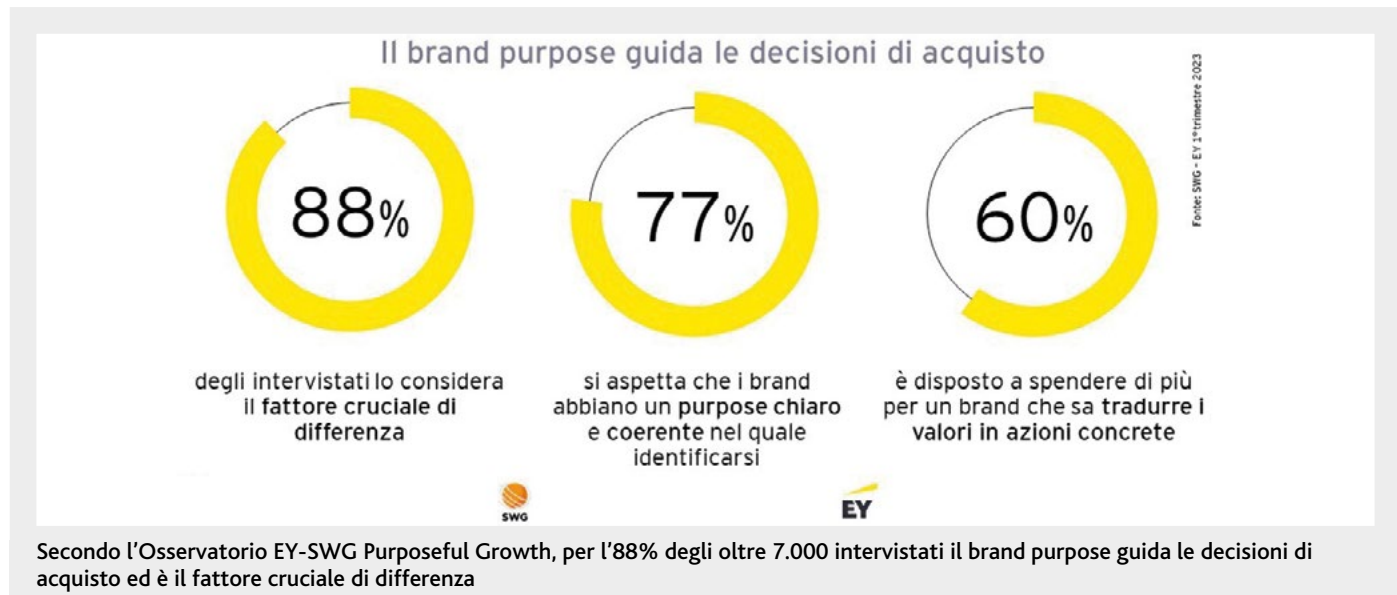 Il brand purpose guida le decisioni di acquisto
Fonte: SWG - EY 1° trimestre 2023
88%
77%
60%
degli intervistati lo considera
il fattore cruciale di
differenza
si aspetta che i brand
abbiano un purpose chiaro
e coerente nel quale
identificarsi
è disposto a spendere di più
per un brand che sa tradurre i
valori in azioni concrete
SWG
EY
Secondo l'Osservatorio EY-SWG Purposeful Growth, per l'88% degli oltre 7.000 intervistati il brand purpose guida le decisioni di
acquisto ed è il fattore cruciale di differenza